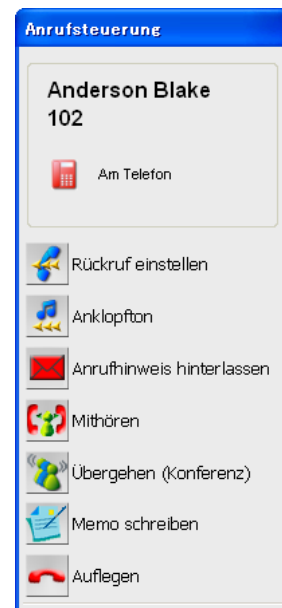 Anrufsteuerung
Anderson Blake
102
Am Telefon
Rückruf einstellen
Anklopfton
Anrufhinweis hinterlassen
Mithören
Übergehen (Konferenz)
Memo schreiben
Auflegen